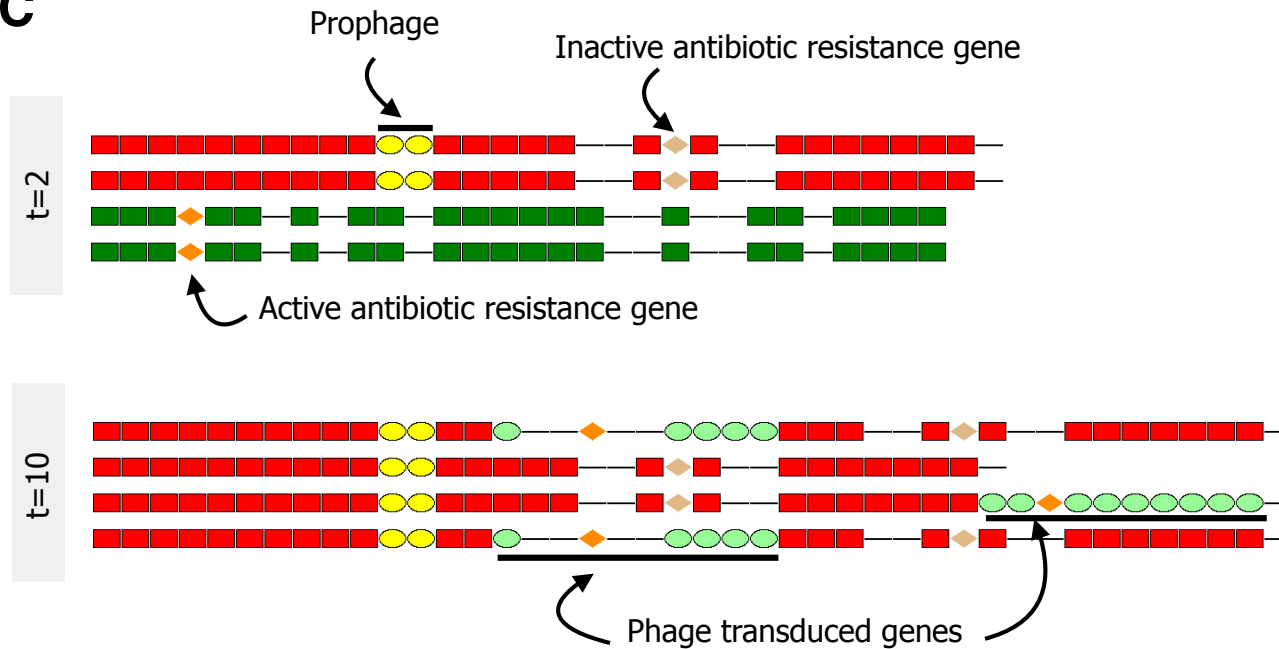 C
Prophage
Inactive antibiotic resistance gene
t=2
Active antibiotic resistance gene
t=10
Phage transduced genes